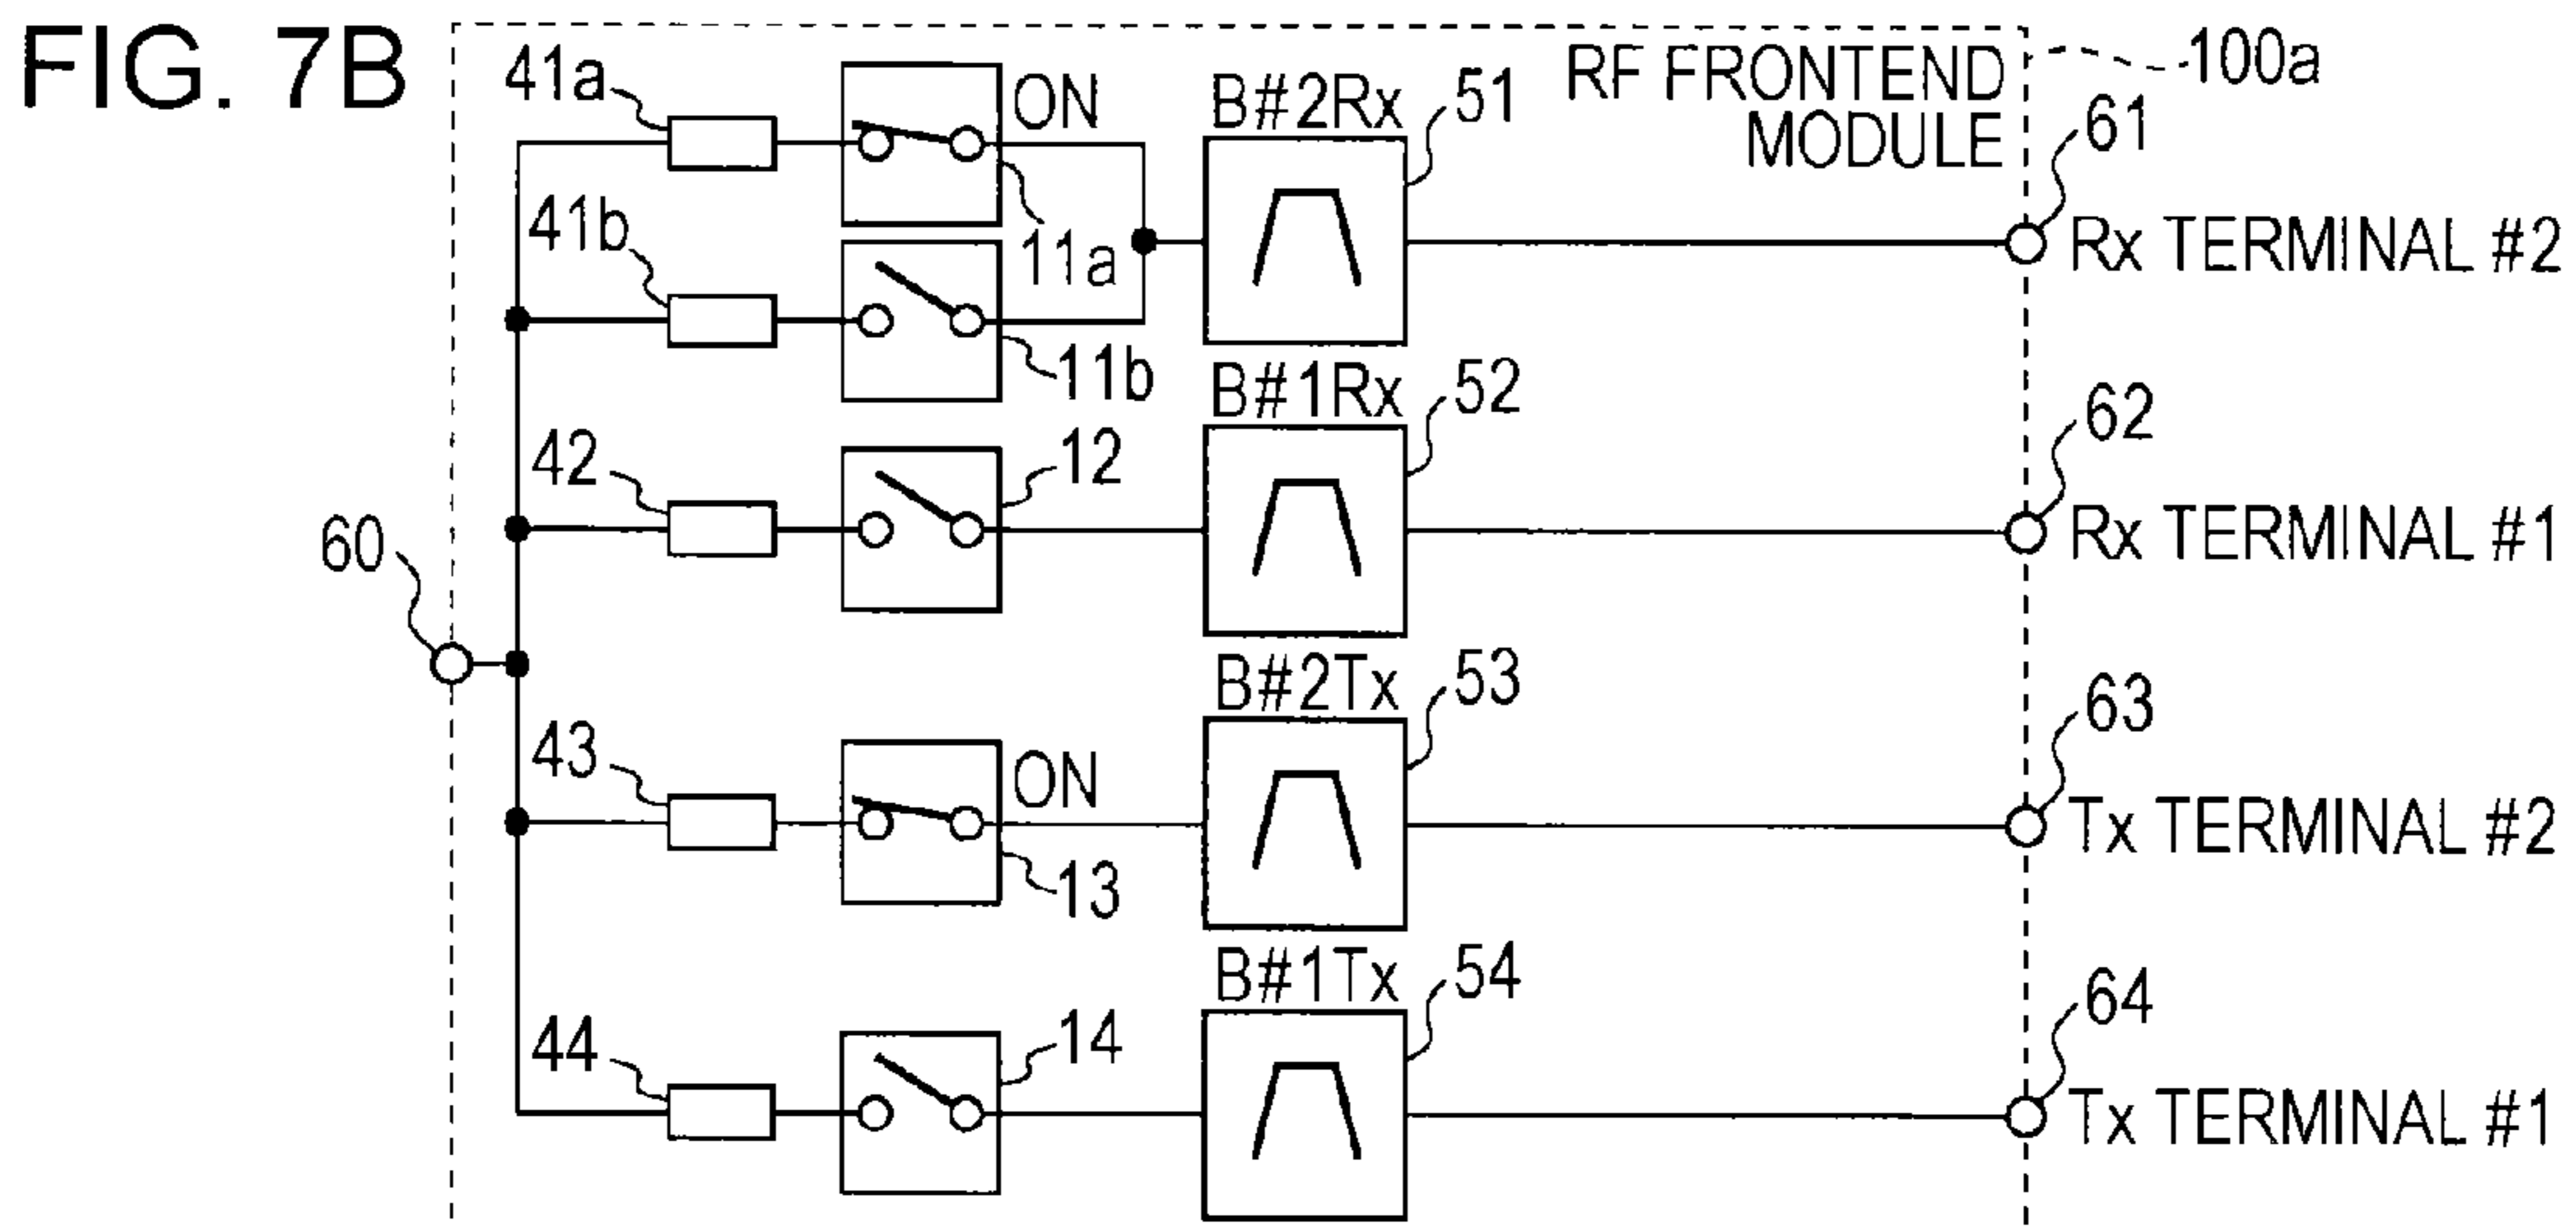 FIG. 7B
RF FRONTEND
MODULE
100a
41a
ON
11a
B#2Rx
51
61
Rx TERMINAL #2
41b
11b
42
12
B#1Rx
52
62
Rx TERMINAL #1
60
43
ON
13
B#2Tx
53
63
Tx TERMINAL #2
44
14
B#1Tx
54
64
Tx TERMINAL #1